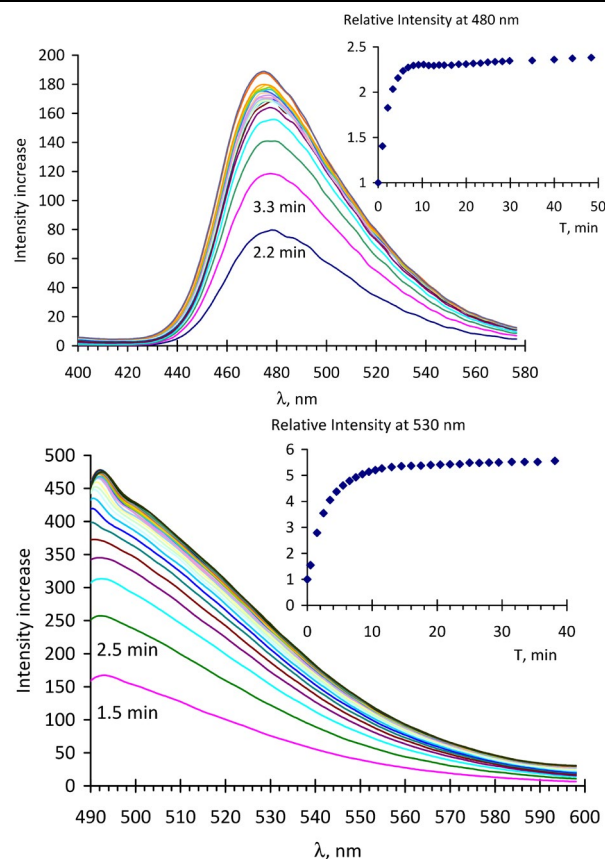 Relative Intensity at 480 nm
2.5
2
1.5
1
0 10 20 30 40 50
T, min
Intensity increase
200
180
160
140
120
100
80
60
40
20
0
3.3 min
2.2 min
400 420 440 460 480 500 520 540 560 580
λ, nm
Relative Intensity at 530 nm
6
5
4
3
2
1
0
0 10 20 30 40
T, min
Intensity increase
500
450
400
350
300
250
200
150
100
50
0
2.5 min
1.5 min
490 500 510 520 530 540 550 560 570 580 590 600
λ, nm